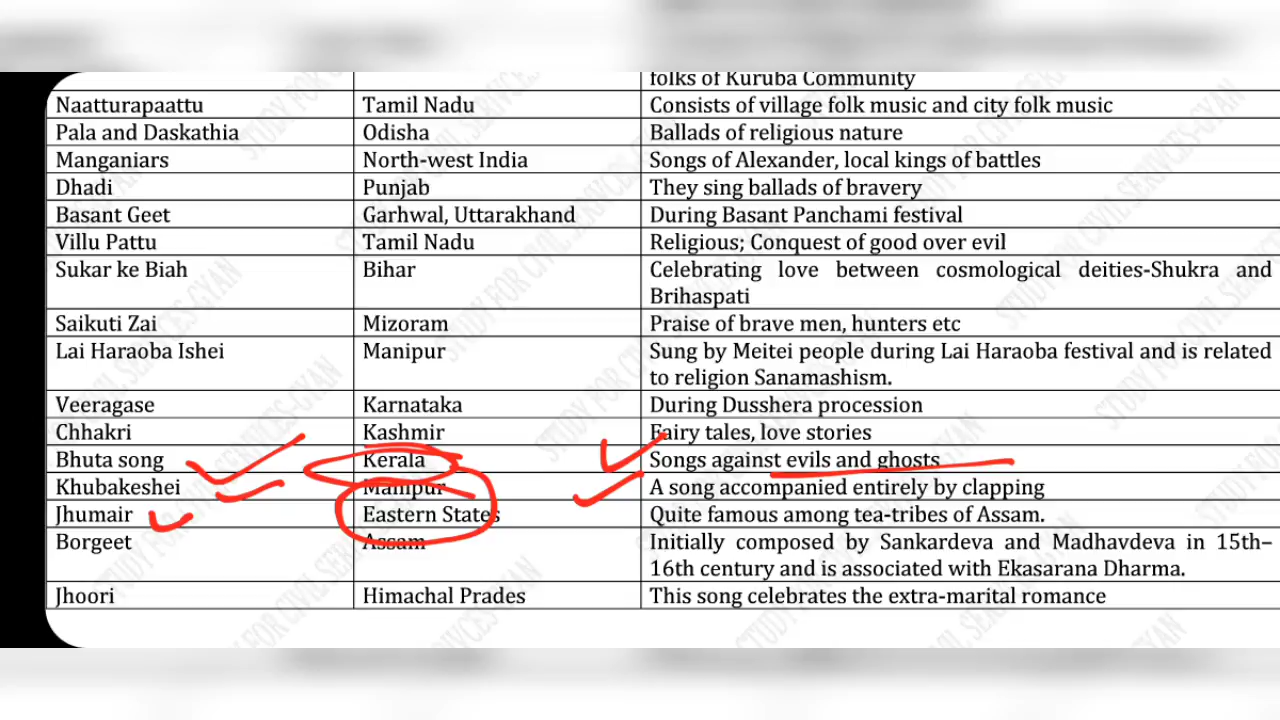 folks of Kuruba Community
Naatturapaattu Tamil Nadu Consists of village folk music and city folk music
Pala and Daskathia Odisha Ballads of religious nature
Manganiars North-west India Songs of Alexander, local kings of battles
Dhadi Punjab They sing ballads of bravery
Basant Geet Garhwal, Uttarakhand During Basant Panchami festival
Villu Pattu Tamil Nadu Religious; Conquest of good over evil
Sukar ke Biah Bihar Celebrating love between cosmological deities-Shukra and
Brihaspati
Saikuti Zai Mizoram Praise of brave men, hunters etc
Lai Haraoba Ishei Manipur Sung by Meitei people during Lai Haraoba festival and is related
to religion Sanamashism.
Veeragase Karnataka During Dusshera procession
Chhakri Kashmir Fairy tales, love stories
Bhuta song Kerala Songs against evils and ghosts
Khubakeshei Manipur A song accompanied entirely by clapping
Jhumair Eastern States Quite famous among tea-tribes of Assam.
Borgeet Assam Initially composed by Sankardeva and Madhavdeva in 15th–
16th century and is associated with Ekasarana Dharma.
Jhoori Himachal Prades This song celebrates the extra-marital romance